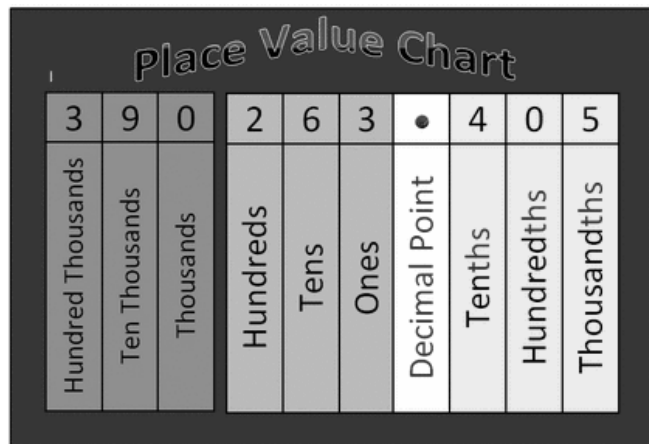 Place Value Chart
3 9 0 2 6 3 • 4 0 5
Hundred Thousands
Ten Thousands
Thousands
Hundreds
Tens
Ones
Decimal Point
Tenths
Hundredths
Thousandths